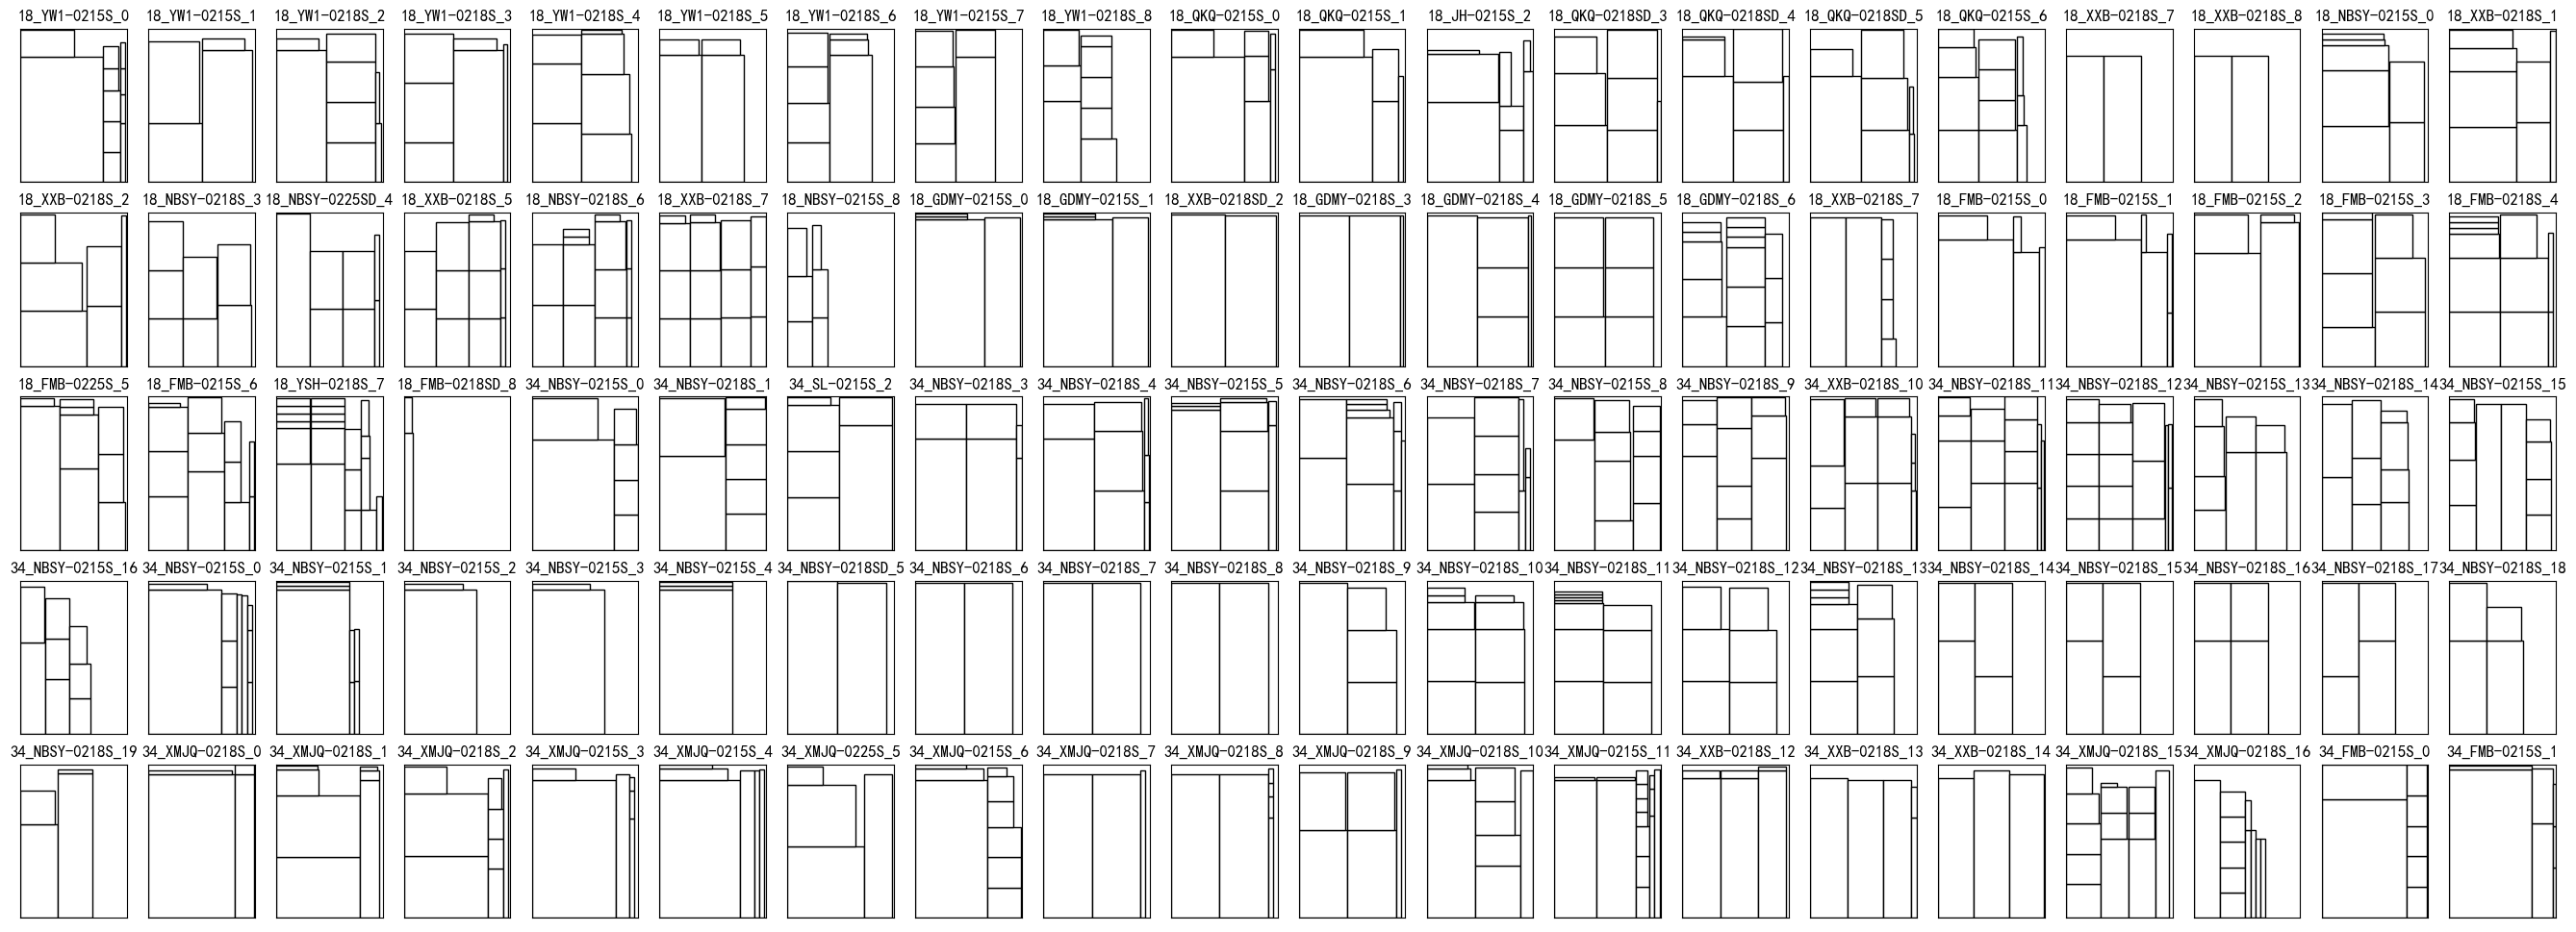 18_YW1-0215S_0
18_YW1-0215S_1
18_YW1-0218S_2
18_YW1-0218S_3
18_YW1-0218S_4
18_YW1-0218S_5
18_YW1-0218S_6
18_YW1-0215S_7
18_YW1-0218S_8
18_QKQ-0215S_0
18_QKQ-0215S_1
18_JH-0215S_2
18_QKQ-0218SD_3
18_QKQ-0218SD_4
18_QKQ-0218SD_5
18_QKQ-0215S_6
18_XXB-0218S_7
18_XXB-0218S_8
18_NBSY-0215S_0
18_XXB-0218S_1
18_XXB-0218S_2
18_NBSY-0218S_3
18_NBSY-0225SD_4
18_XXB-0218S_5
18_NBSY-0218S_6
18_XXB-0218S_7
18_NBSY-0215S_8
18_GDMY-0215S_0
18_GDMY-0215S_1
18_XXB-0218SD_2
18_GDMY-0218S_3
18_GDMY-0218S_4
18_GDMY-0218S_5
18_GDMY-0218S_6
18_XXB-0218S_7
18_FMB-0215S_0
18_FMB-0215S_1
18_FMB-0215S_2
18_FMB-0215S_3
18_FMB-0218S_4
18_FMB-0225S_5
18_FMB-0215S_6
18_YSH-0218S_7
18_FMB-0218SD_8
34_NBSY-0215S_0
34_NBSY-0218S_1
34_SL-0215S_2
34_NBSY-0218S_3
34_NBSY-0218S_4
34_NBSY-0215S_5
34_NBSY-0218S_6
34_NBSY-0218S_7
34_NBSY-0215S_8
34_NBSY-0218S_9
34_XXB-0218S_10
34_NBSY-0218S_11
34_NBSY-0218S_12
34_NBSY-0215S_13
34_NBSY-0218S_14
34_NBSY-0215S_15
34_NBSY-0215S_16
34_NBSY-0215S_0
34_NBSY-0215S_1
34_NBSY-0215S_2
34_NBSY-0215S_3
34_NBSY-0215S_4
34_NBSY-0218SD_5
34_NBSY-0218S_6
34_NBSY-0218S_7
34_NBSY-0218S_8
34_NBSY-0218S_9
34_NBSY-0218S_10
34_NBSY-0218S_11
34_NBSY-0218S_12
34_NBSY-0218S_13
34_NBSY-0218S_14
34_NBSY-0218S_15
34_NBSY-0218S_16
34_NBSY-0218S_17
34_NBSY-0218S_18
34_NBSY-0218S_19
34_XMJQ-0218S_0
34_XMJQ-0218S_1
34_XMJQ-0218S_2
34_XMJQ-0215S_3
34_XMJQ-0215S_4
34_XMJQ-0225S_5
34_XMJQ-0215S_6
34_XMJQ-0218S_7
34_XMJQ-0218S_8
34_XMJQ-0218S_9
34_XMJQ-0218S_10
34_XMJQ-0215S_11
34_XXB-0218S_12
34_XXB-0218S_13
34_XXB-0218S_14
34_XMJQ-0218S_15
34_XMJQ-0218S_16
34_FMB-0215S_0
34_FMB-0215S_1